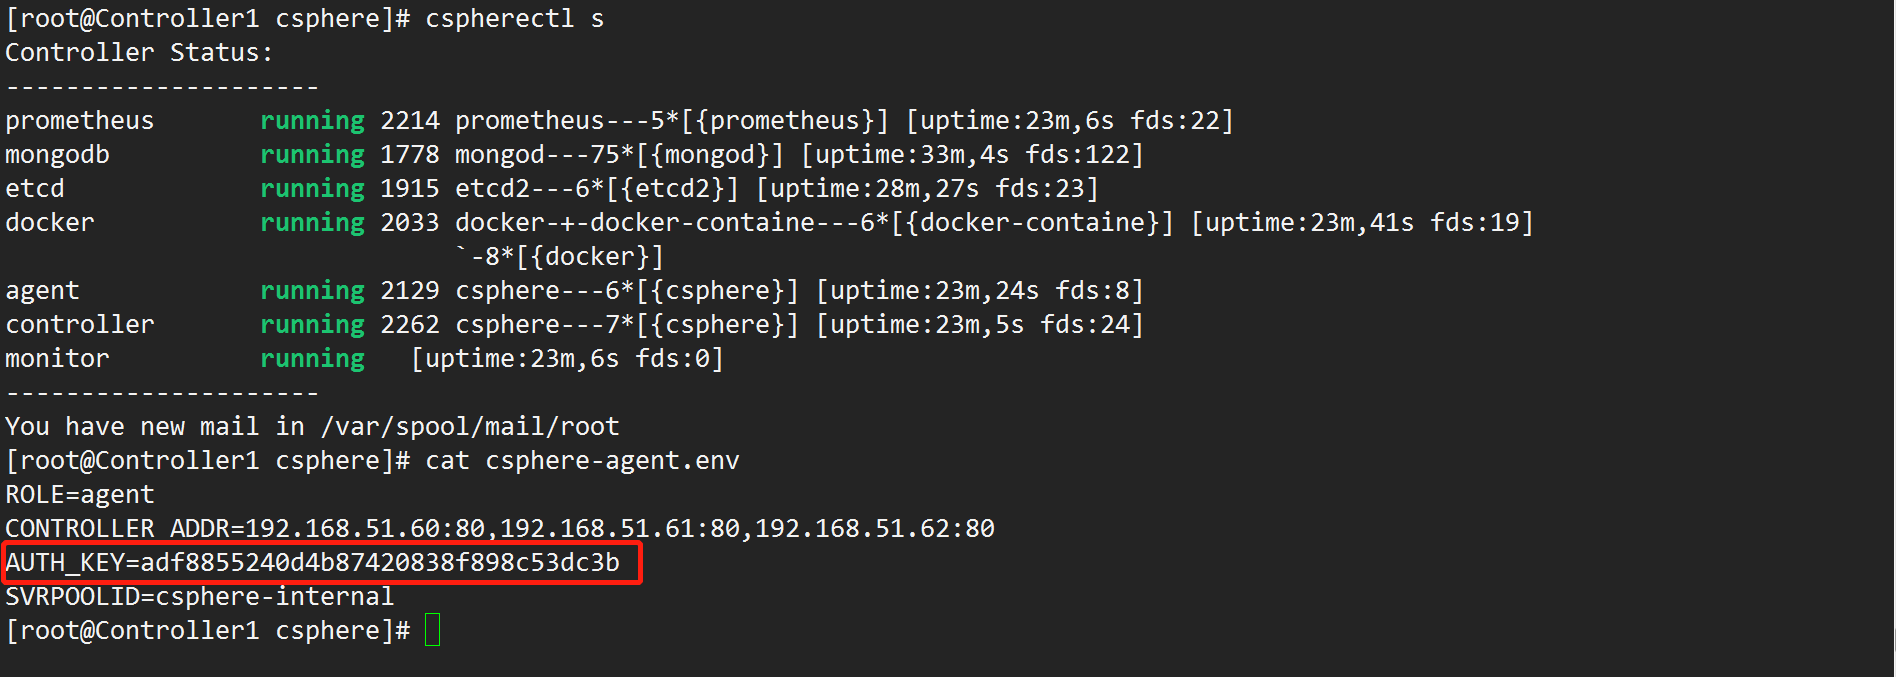 [root@Controller1 csphere]# cspherectl s
Controller Status:
---------------------
prometheus       running 2214 prometheus---5*[{prometheus}] [uptime:23m,6s fds:22]
mongodb          running 1778 mongod---75*[{mongod}] [uptime:33m,4s fds:122]
etcd             running 1915 etcd2---6*[{etcd2}] [uptime:28m,27s fds:23]
docker           running 2033 docker-+-docker-containe---6*[{docker-containe}] [uptime:23m,41s fds:19]
                              `-8*[{docker}]
agent            running 2129 csphere---6*[{csphere}] [uptime:23m,24s fds:8]
controller       running 2262 csphere---7*[{csphere}] [uptime:23m,5s fds:24]
monitor          running   [uptime:23m,6s fds:0]
---------------------
You have new mail in /var/spool/mail/root
[root@Controller1 csphere]# cat csphere-agent.env
ROLE=agent
CONTROLLER_ADDR=192.168.51.60:80,192.168.51.61:80,192.168.51.62:80
AUTH_KEY=adf8855240d4b87420838f898c53dc3b
SVRPOOLID=csphere-internal
[root@Controller1 csphere]#